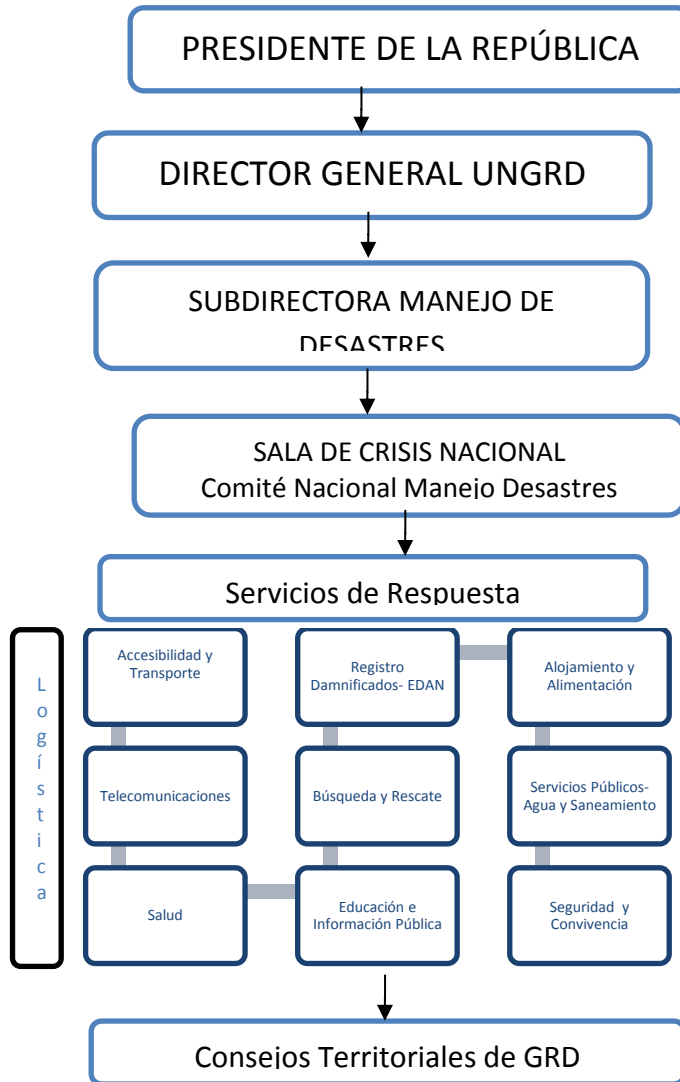 PRESIDENTE DE LA REPÚBLICA
DIRECTOR GENERAL UNGRD
SUBDIRECTORA MANEJO DE
DESASTRES
SALA DE CRISIS NACIONAL
Comité Nacional Manejo Desastres
Servicios de Respuesta
Logística
Accesibilidad y
Transporte
Telecomunicaciones
Salud
Educación e
Información Pública
Búsqueda y Rescate
Registro
Damnificados- EDAN
Alojamiento y
Alimentación
Servicios Públicos-
Agua y Saneamiento
Seguridad y
Convivencia
Consejos Territoriales de GRD